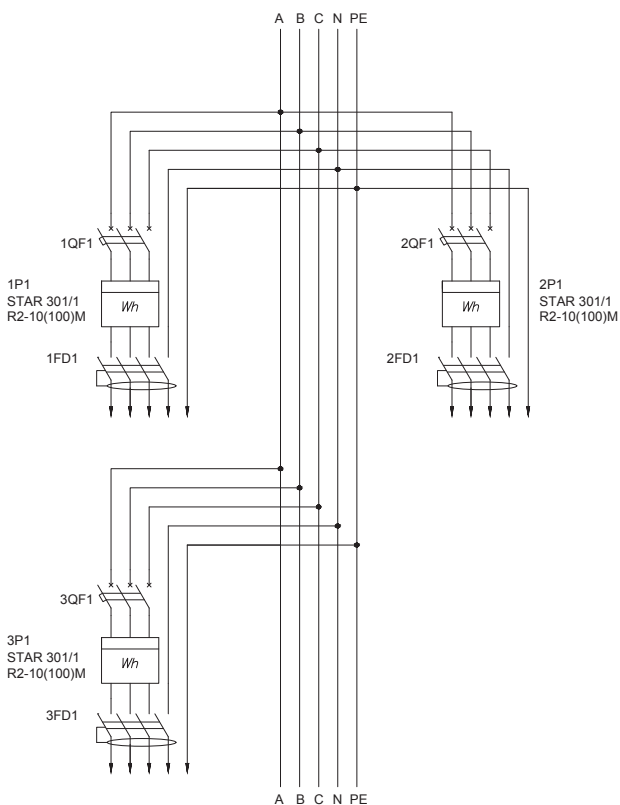 A B C N PE
1QF1
2QF1
1P1
STAR 301/1
R2-10(100)M
Wh
Wh
2P1
STAR 301/1
R2-10(100)M
1FD1
2FD1
3QF1
3P1
STAR 301/1
R2-10(100)M
Wh
3FD1
A B C N PE